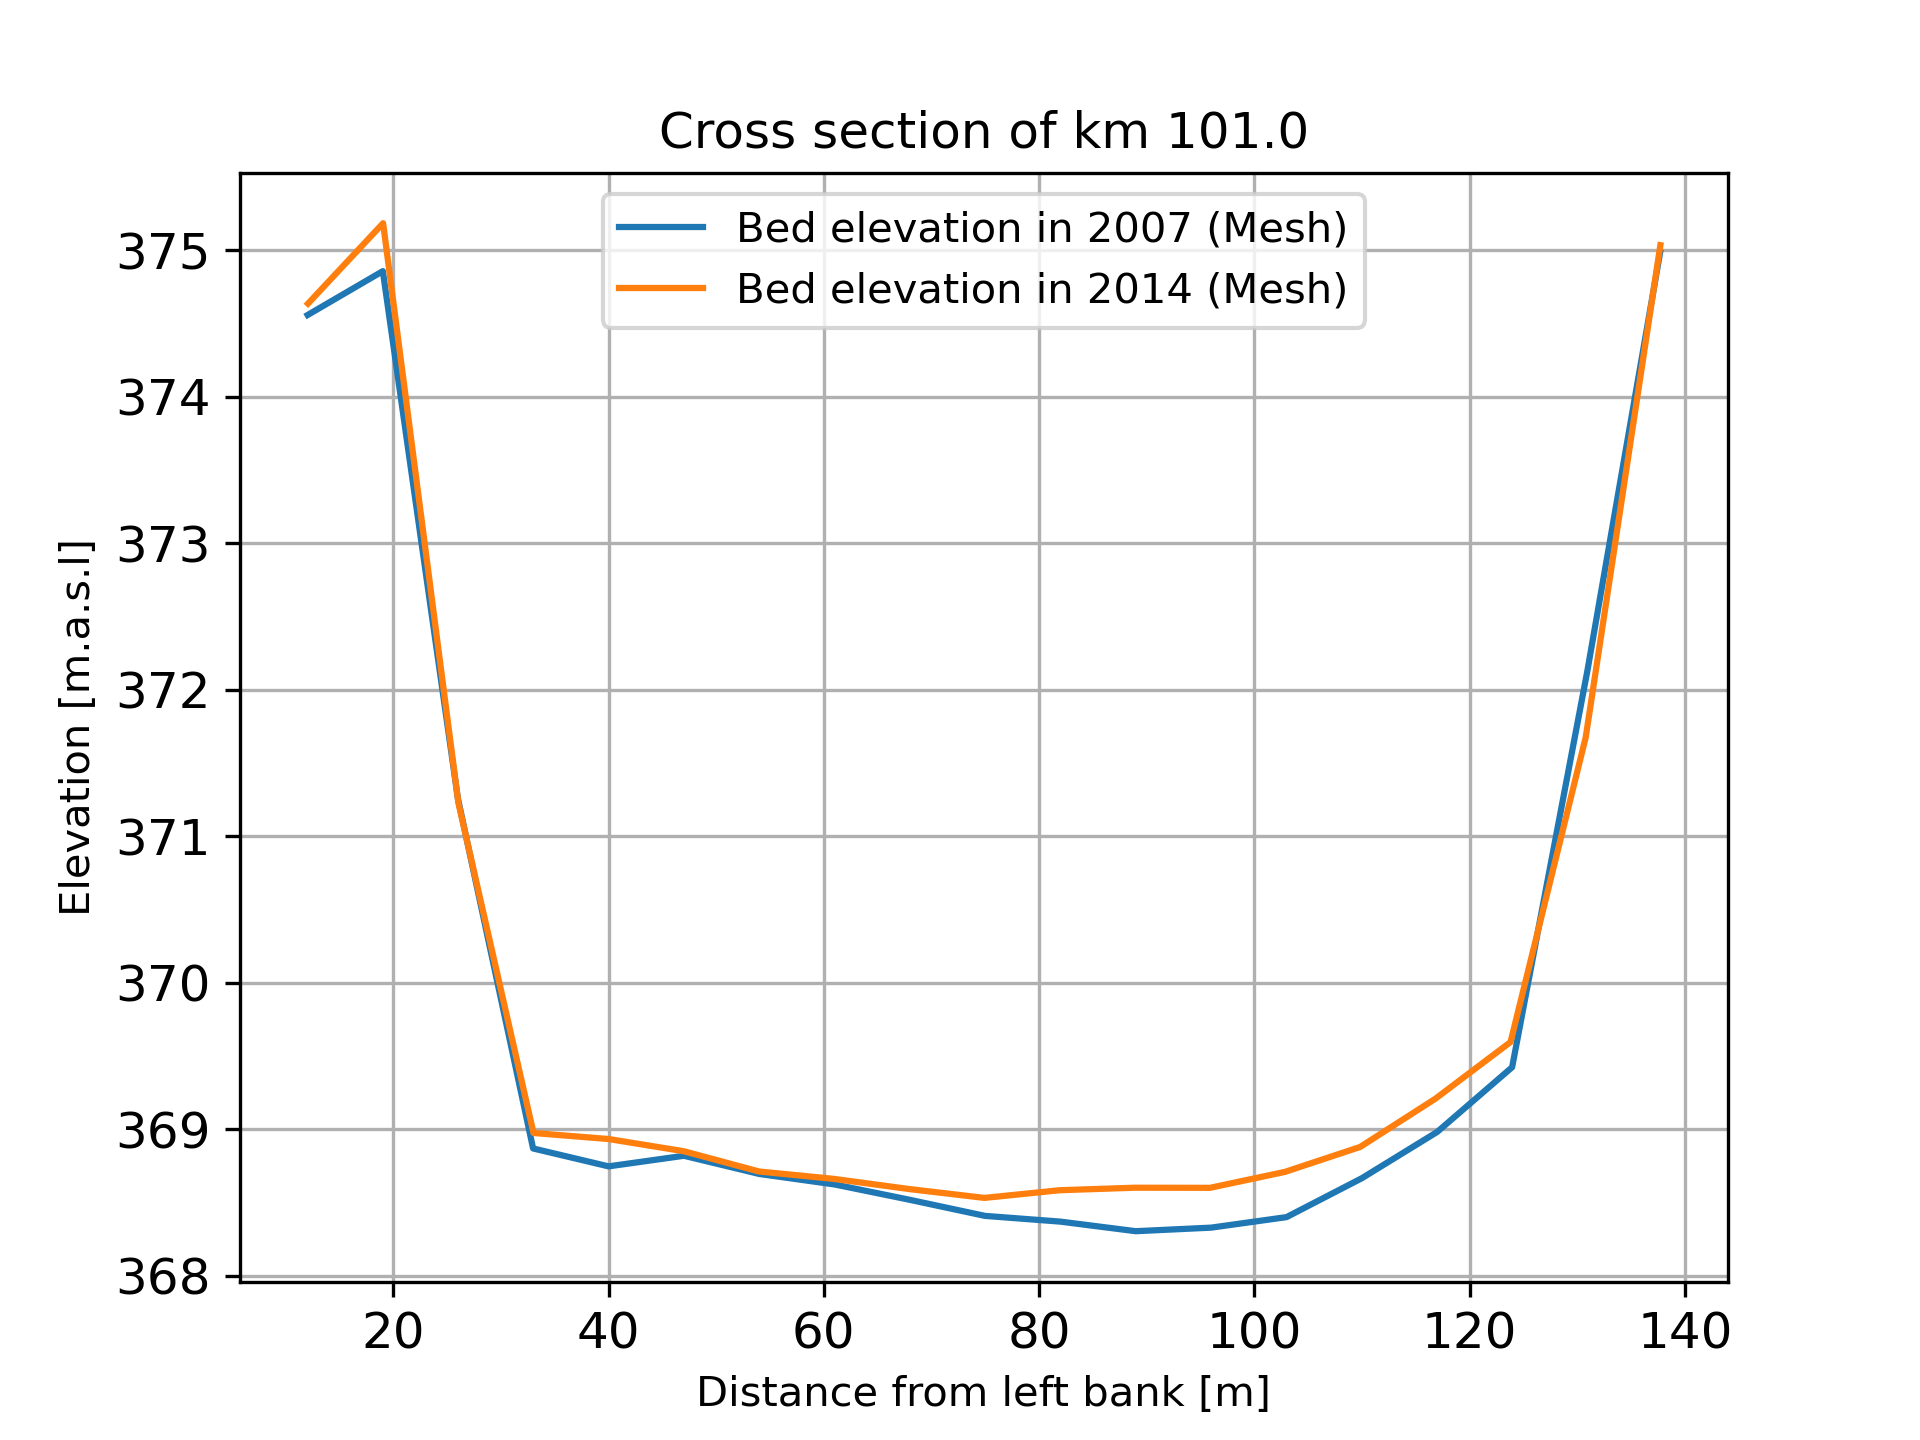 Cross section of km 101.0
Bed elevation in 2007 (Mesh)
Bed elevation in 2014 (Mesh)
Elevation [m.a.s.l]
375
374
373
372
371
370
369
368
20 40 60 80 100 120 140
Distance from left bank [m]